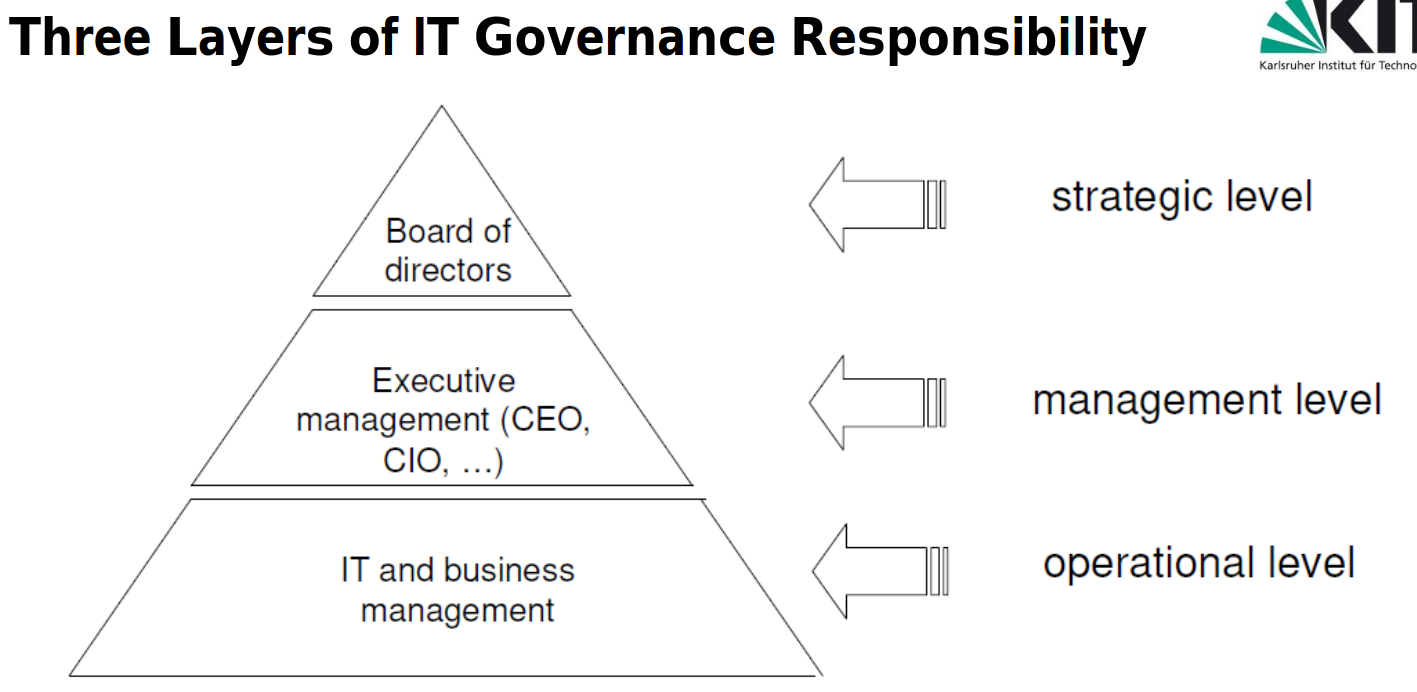 Three Layers of IT Governance Responsibility
KIT
Karlsruher Institut für Techno
Board of
directors
strategic level
Executive
management (CEO,
CIO, ...)
management level
IT and business
management
operational level